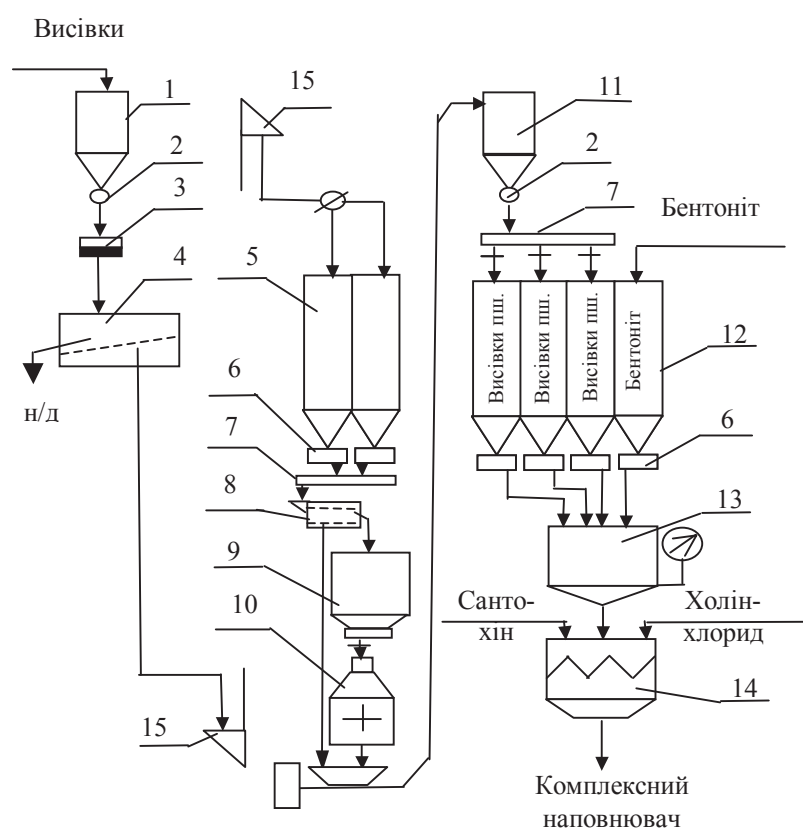 Висівки
1
2
3
4
н/д
15
15
5
6
7
8
9
10
11
2
7
Бентоніт
Висівки пш.
Висівки пш.
Висівки пш.
Бентоніт
12
6
13
Санто-
хін
Холін-
хлорид
14
Комплексний
наповнювач